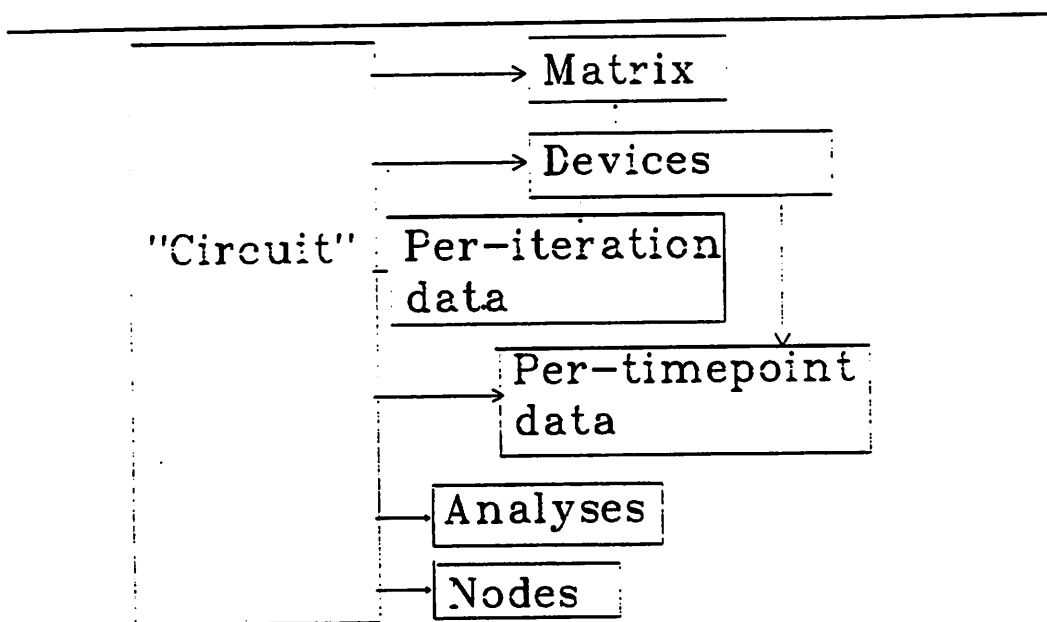 Matrix
Devices
"Circuit"
Per-iteration
data
Per-timepoint
data
Analyses
Nodes